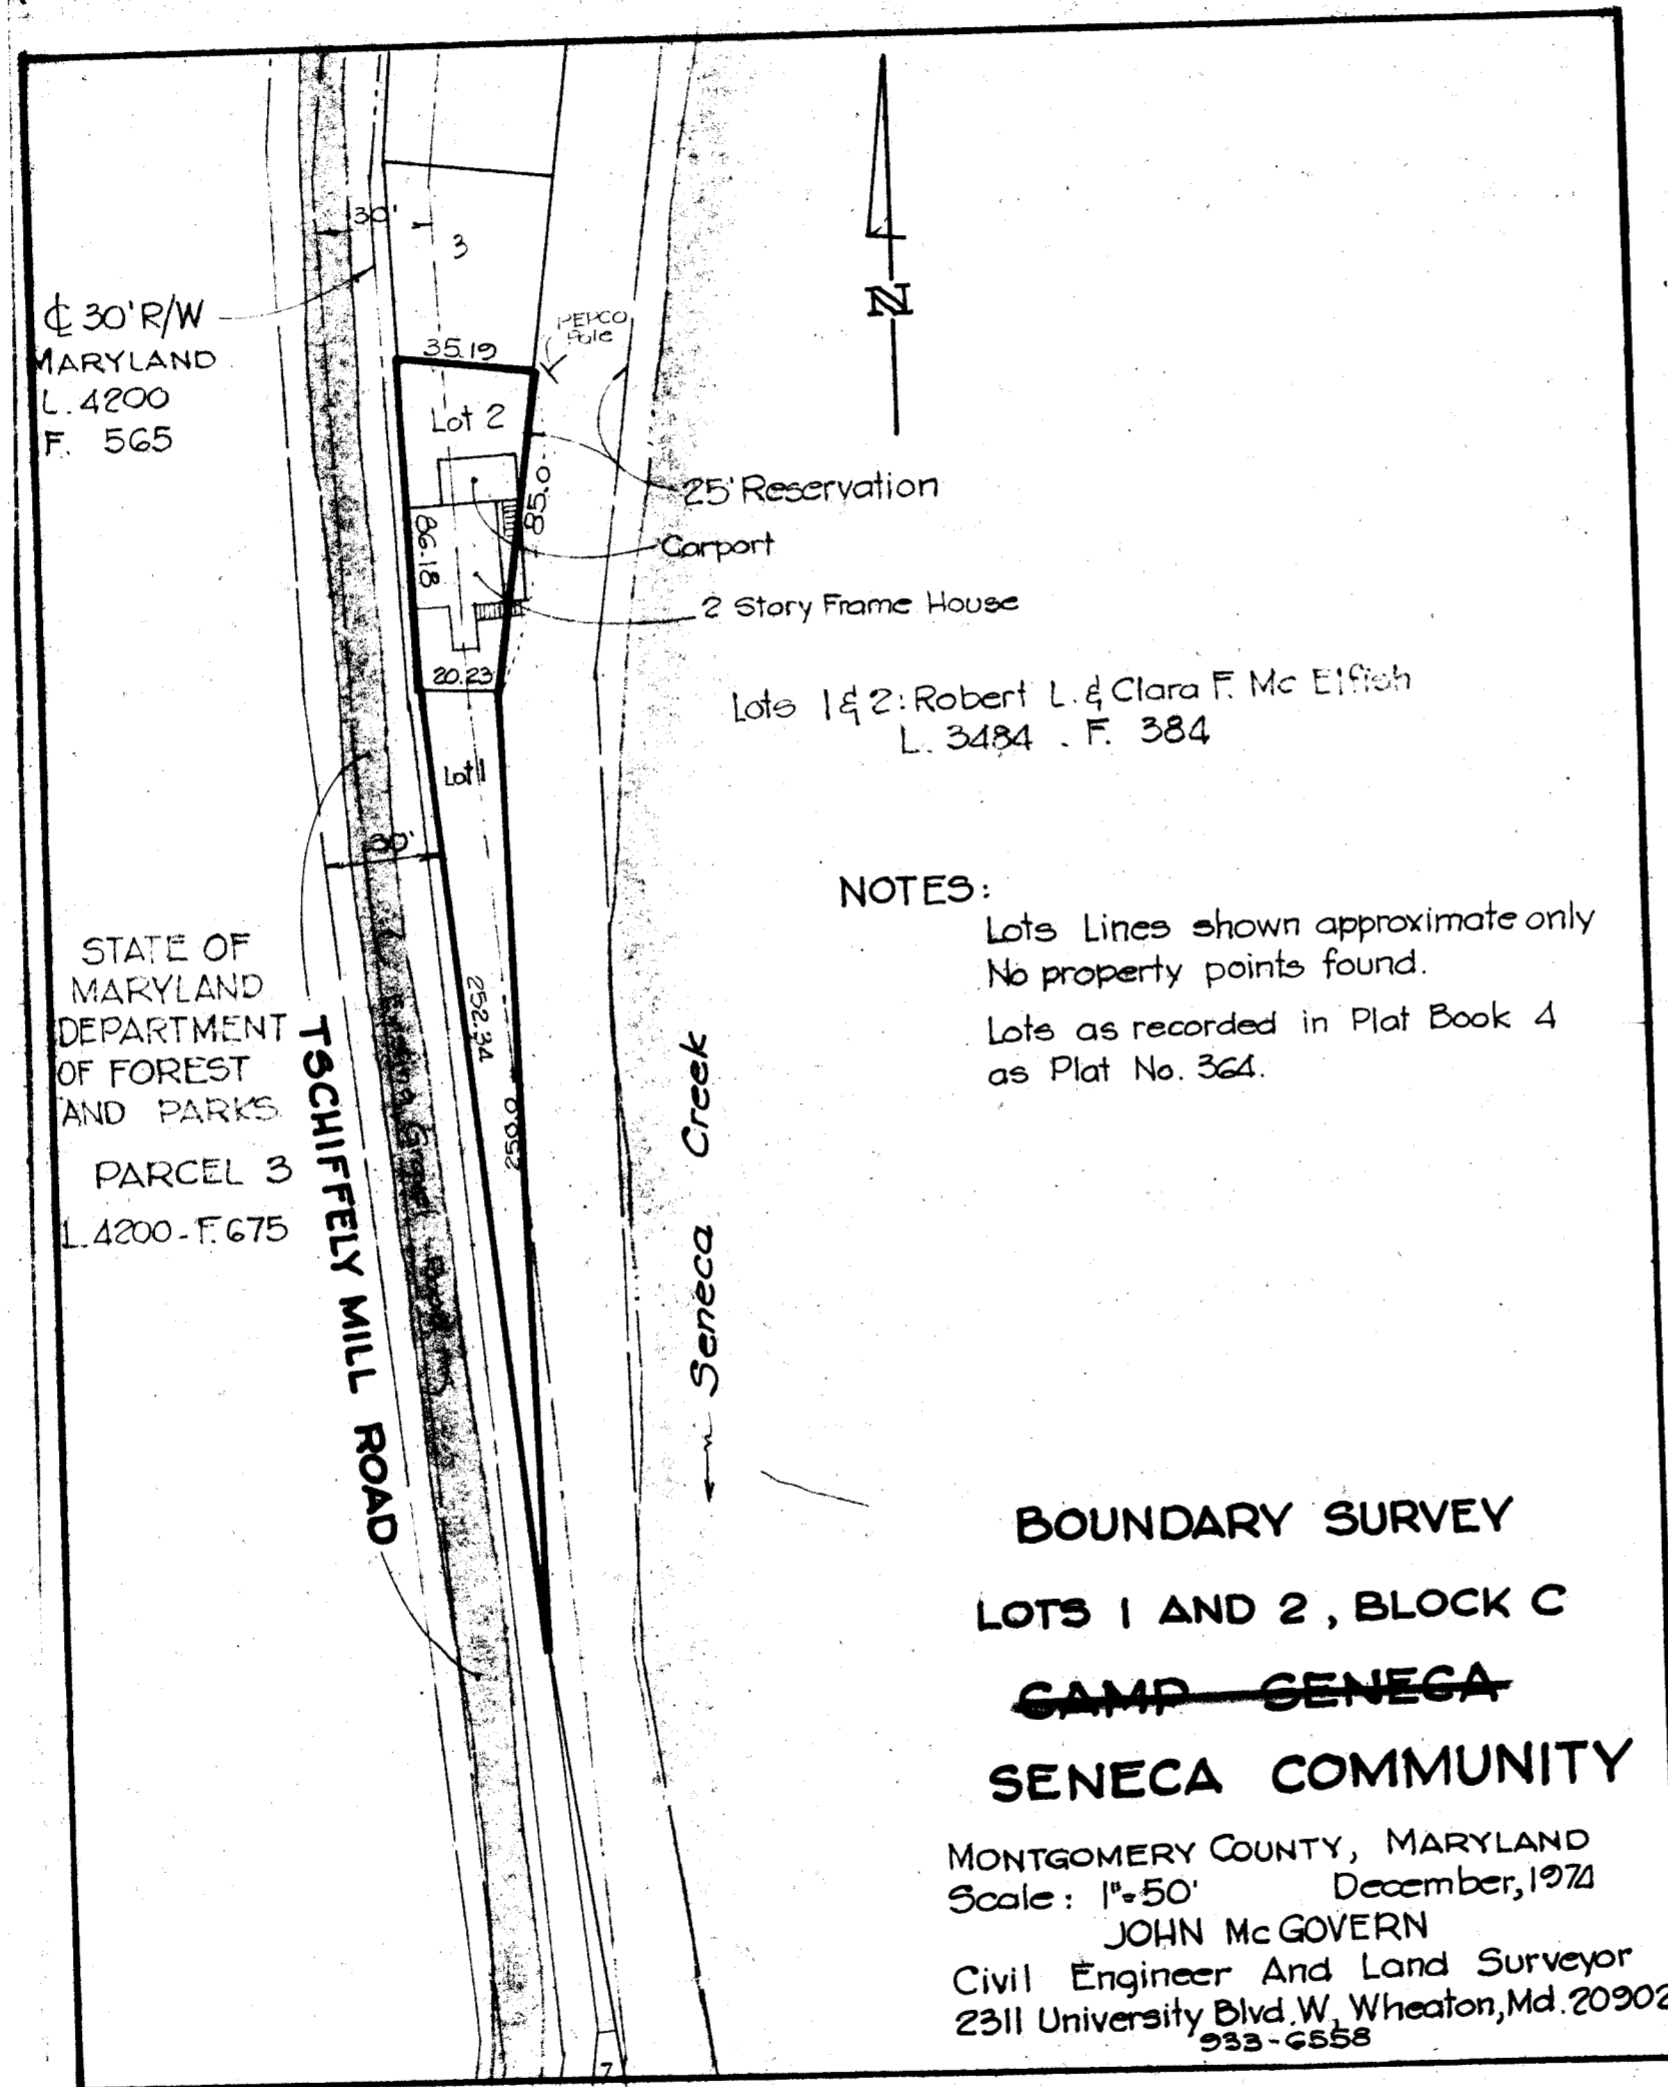 30'
3
₵ 30' R/W
MARYLAND
L. 4200
F. 565
PEPCO
Pole
35.19
Lot 2
85.0
86.18
25' Reservation
Carport
2 Story Frame House
20.23
Lots 1 & 2: Robert L. & Clara F. Mc Elfish
L. 3484 . F. 384
Lot 1
30'
NOTES:
Lots Lines shown approximate only
No property points found.
Lots as recorded in Plat Book 4
as Plat No. 364.
STATE OF
MARYLAND
DEPARTMENT
OF FOREST
AND PARKS
PARCEL 3
L. 4200 - F. 675
TSCHIFFELY MILL ROAD
252.34
250.0
Seneca Creek
N
BOUNDARY SURVEY
LOTS 1 AND 2, BLOCK C
CAMP SENECA
SENECA COMMUNITY
MONTGOMERY COUNTY, MARYLAND
Scale: 1"=50' December, 1974
JOHN Mc GOVERN
Civil Engineer And Land Surveyor
2311 University Blvd. W, Wheaton, Md. 20902
933-6558
7